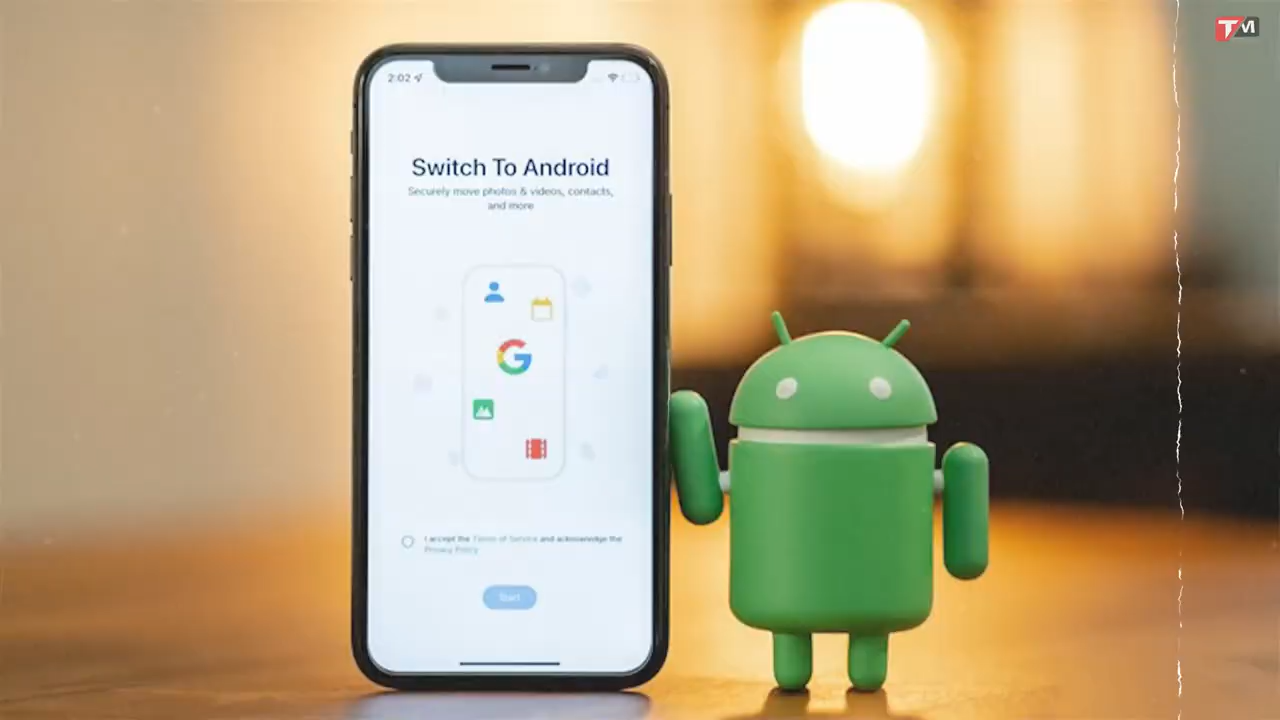 TM
2:02
Switch To Android
Securely move photos & videos, contacts,
and more
G
I accept the Terms of Service and acknowledge the
Privacy Policy
Start